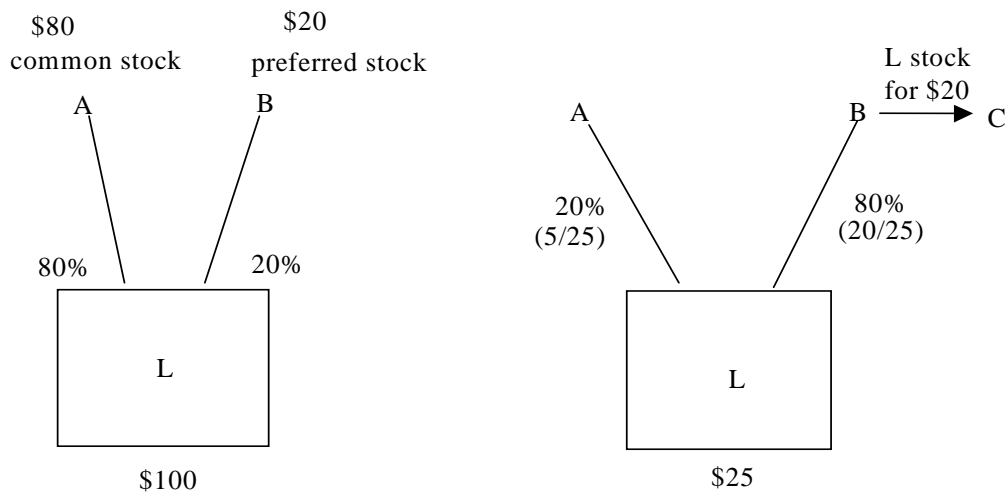 $80
common stock
$20
preferred stock
A
B
80%
20%
L
$100
L stock
for $20
A
B
C
20%
(5/25)
80%
(20/25)
L
$25